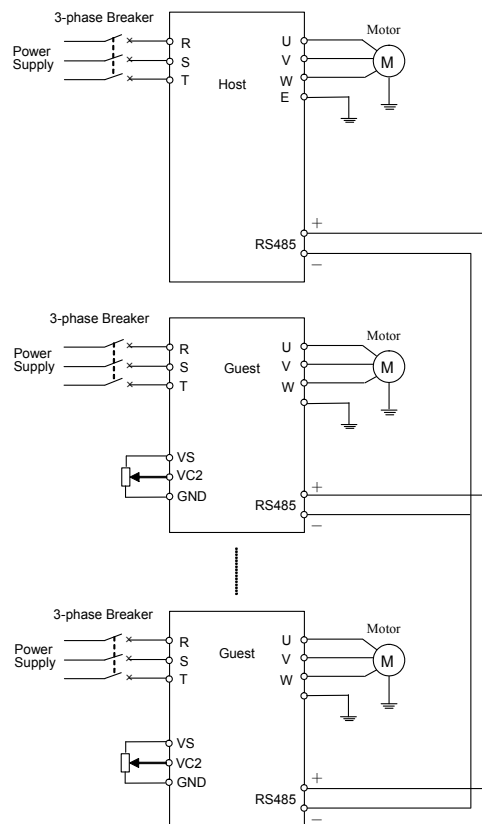 3-phase Breaker
Power
Supply
R
S
T
Host
U
V
W
E
Motor
M
RS485
+
–
3-phase Breaker
Power
Supply
R
S
T
Guest
U
V
W
Motor
M
VS
VC2
GND
RS485
+
–
3-phase Breaker
Power
Supply
R
S
T
Guest
U
V
W
Motor
M
VS
VC2
GND
RS485
+
–